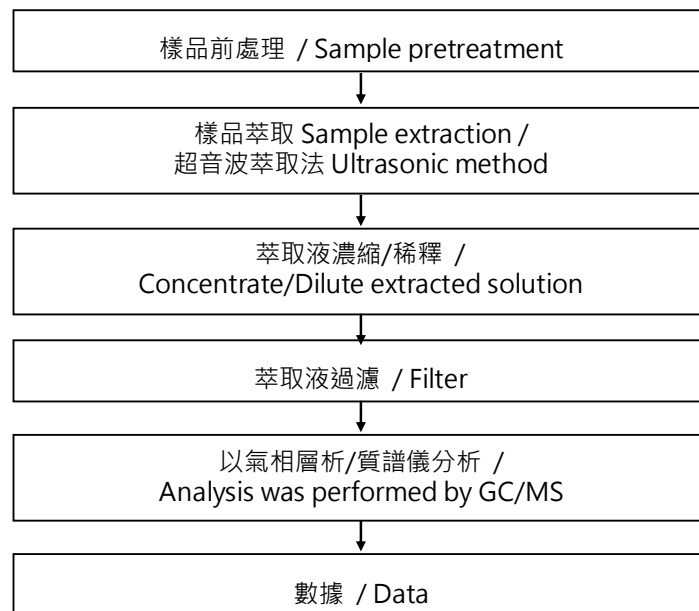 樣品前處理 / Sample pretreatment
樣品萃取 Sample extraction /
超音波萃取法 Ultrasonic method
萃取液濃縮/稀釋 /
Concentrate/Dilute extracted solution
萃取液過濾 / Filter
以氣相層析/質譜儀分析 /
Analysis was performed by GC/MS
數據 / Data